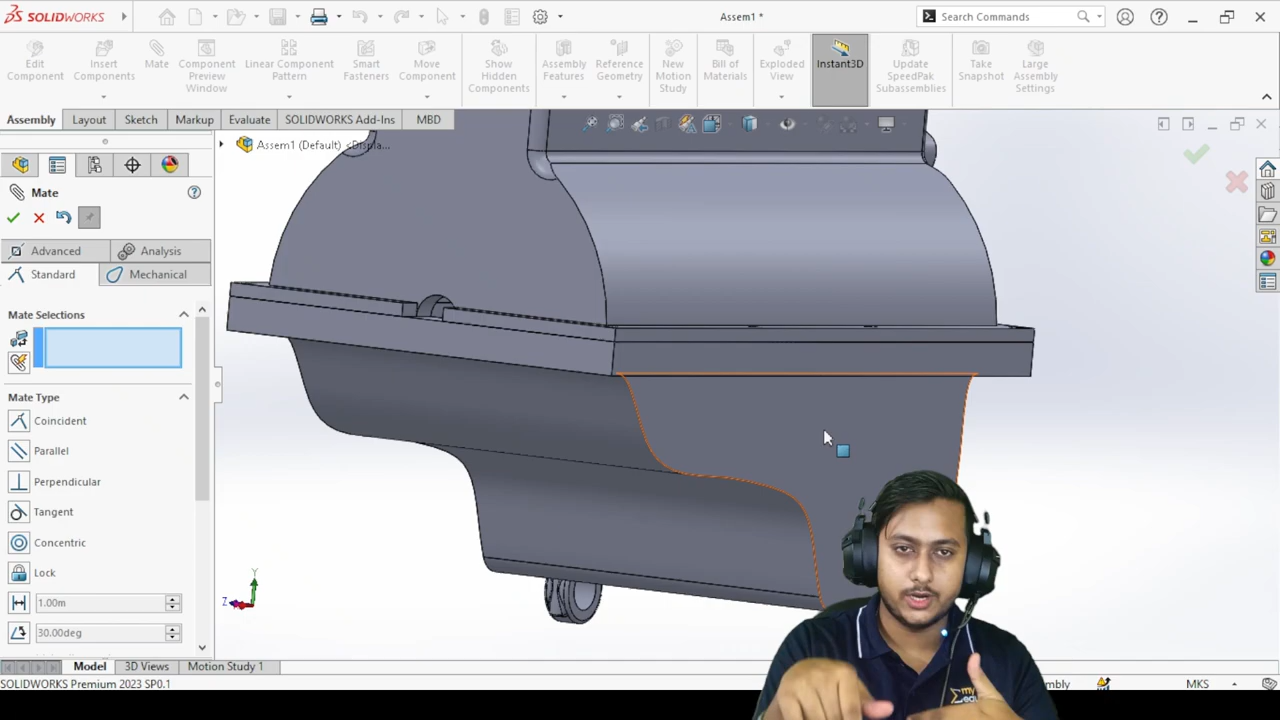 SOLIDWORKS
Assem1 *
Search Commands
Edit Component
Insert Components
Mate
Component Preview Window
Linear Component Pattern
Smart Fasteners
Move Component
Show Hidden Components
Assembly Features
Reference Geometry
New Motion Study
Bill of Materials
Exploded View
Instant3D
Update SpeedPak Subassemblies
Take Snapshot
Large Assembly Settings
Assembly
Layout
Sketch
Markup
Evaluate
SOLIDWORKS Add-Ins
MBD
Assem1 (Default) <Displa...
Mate
Advanced
Analysis
Standard
Mechanical
Mate Selections
Mate Type
Coincident
Parallel
Perpendicular
Tangent
Concentric
Lock
1.00m
30.00deg
Y
Z
Model
3D Views
Motion Study 1
SOLIDWORKS Premium 2023 SP0.1
embly
MKS
my